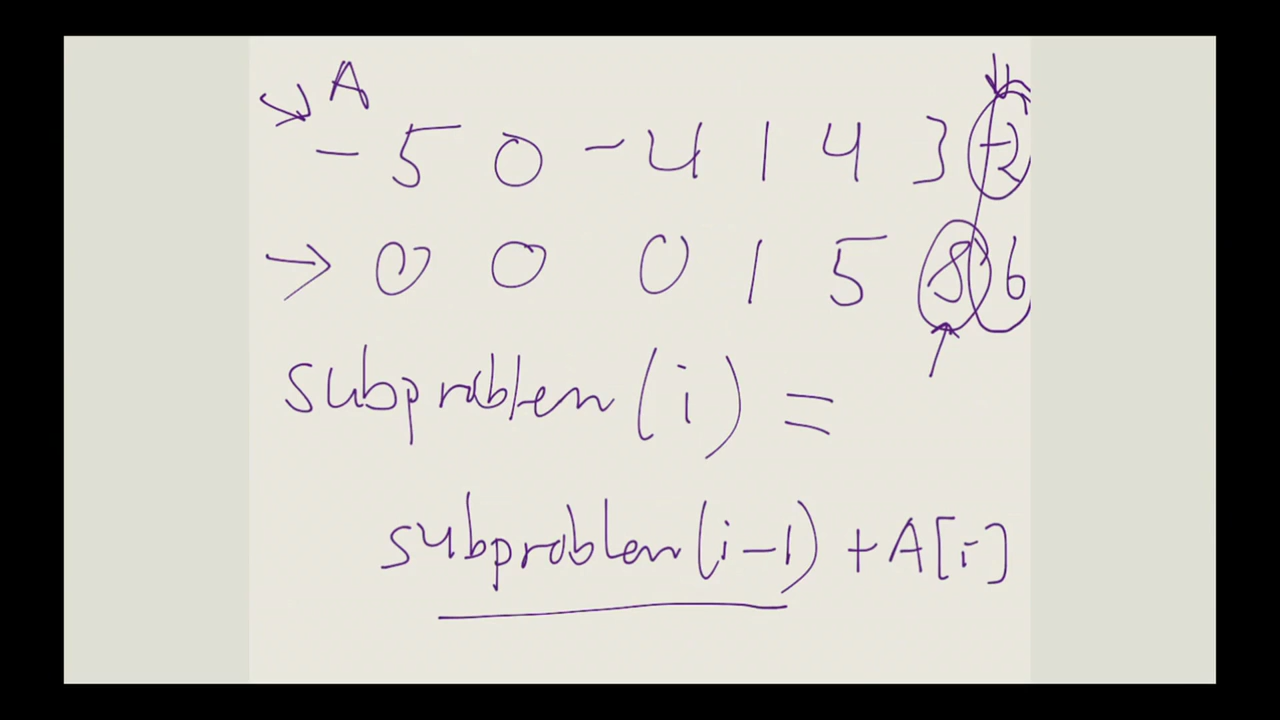 A
-5 0 -4 1 4 3 -2
0 0 0 1 5 8 6
subproblem(i) =
subproblem(i-1) + A[i]